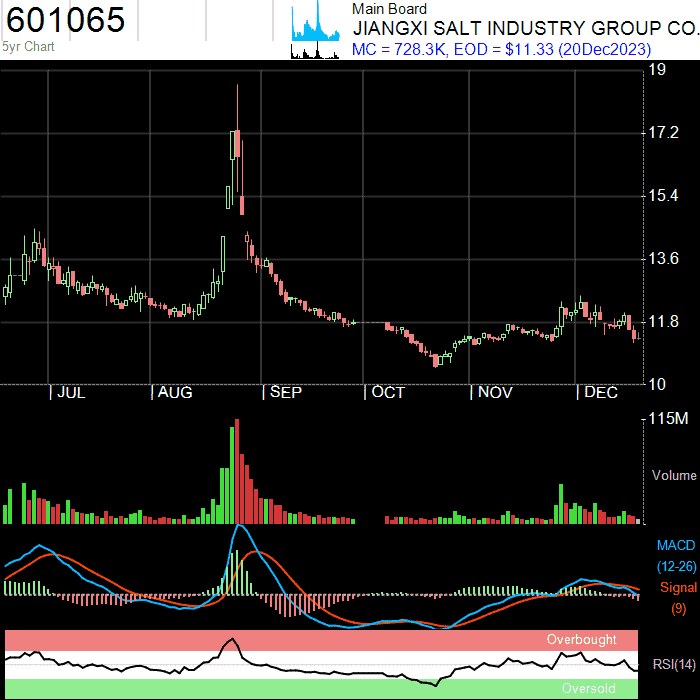 601065
5yr Chart
Main Board
JIANGXI SALT INDUSTRY GROUP CO.
MC = 728.3K, EOD = $11.33 (20Dec2023)
19
17.2
15.4
13.6
11.8
10
JUL AUG SEP OCT NOV DEC
115M
Volume
MACD
(12-26)
Signal
(9)
Overbought
RSI(14)
Oversold